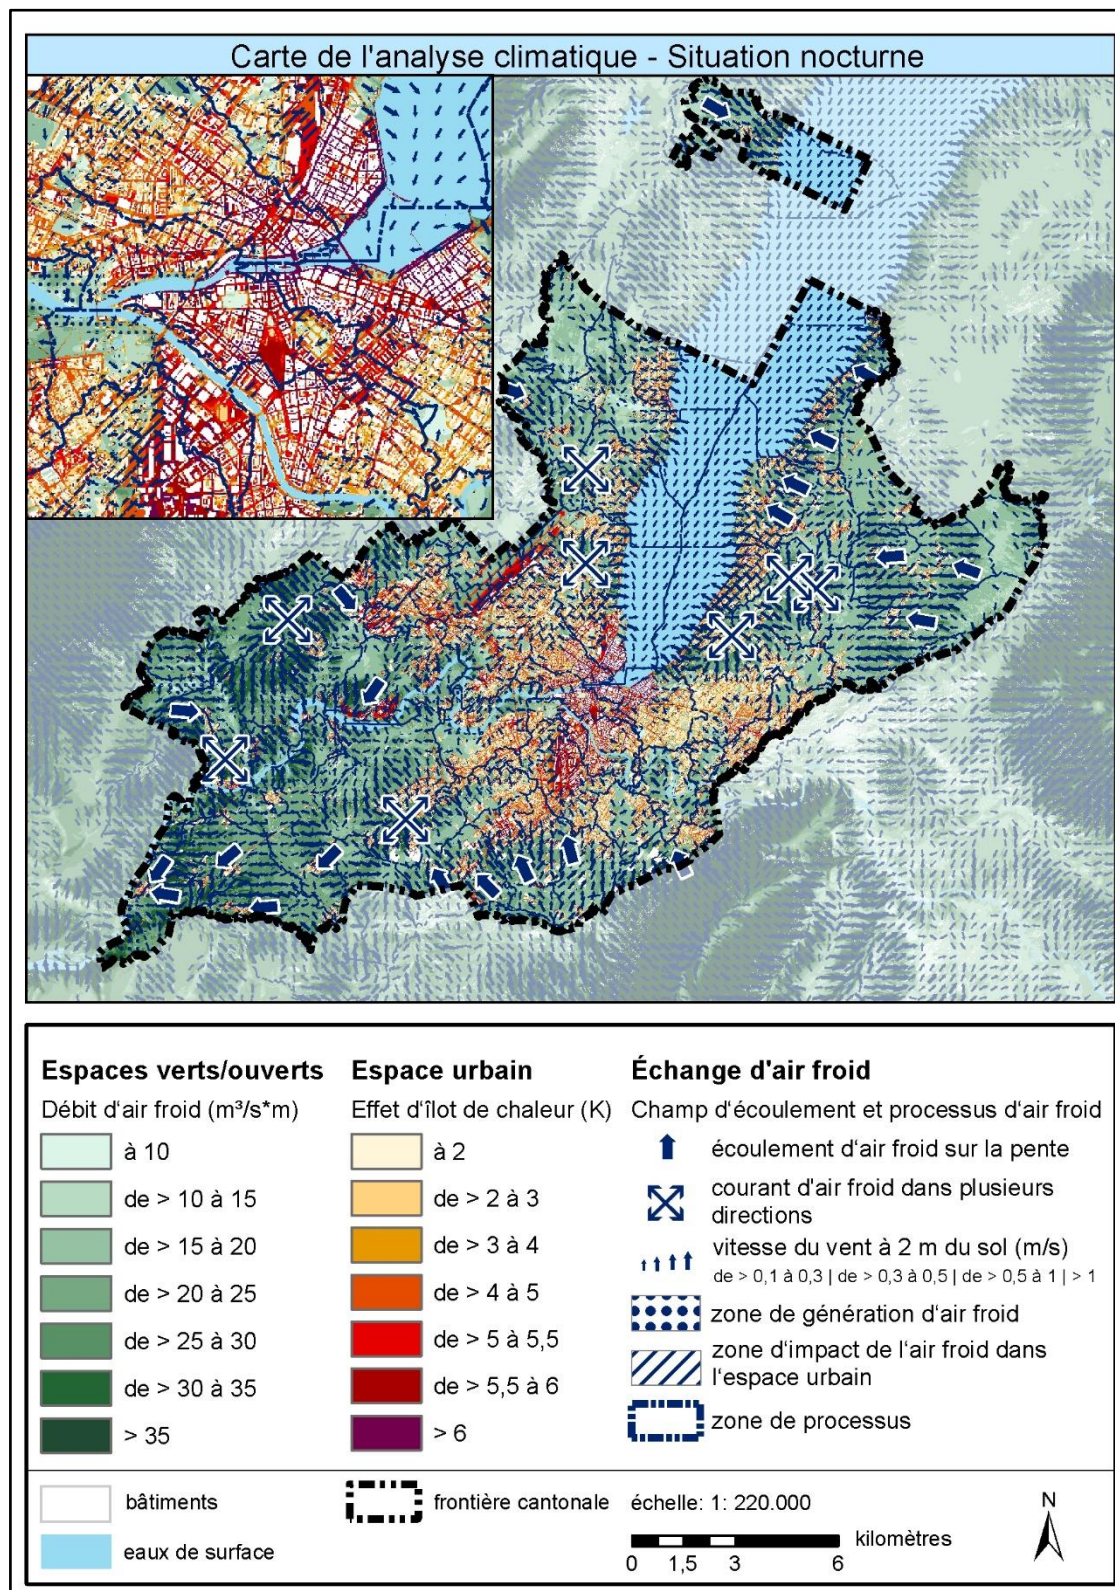 Carte de l'analyse climatique - Situation nocturne
Espaces verts/ouverts
Débit d‘air froid (m³/s*m)
à 10
de > 10 à 15
de > 15 à 20
de > 20 à 25
de > 25 à 30
de > 30 à 35
> 35
Espace urbain
Effet d‘îlot de chaleur (K)
à 2
de > 2 à 3
de > 3 à 4
de > 4 à 5
de > 5 à 5,5
de > 5,5 à 6
> 6
Échange d'air froid
Champ d‘écoulement et processus d‘air froid
écoulement d‘air froid sur la pente
courant d'air froid dans plusieurs
directions
vitesse du vent à 2 m du sol (m/s)
de > 0,1 à 0,3 | de > 0,3 à 0,5 | de > 0,5 à 1 | > 1
zone de génération d‘air froid
zone d‘impact de l‘air froid dans
l‘espace urbain
zone de processus
bâtiments
eaux de surface
frontière cantonale
échelle: 1: 220.000
kilomètres
0 1,5 3 6
N